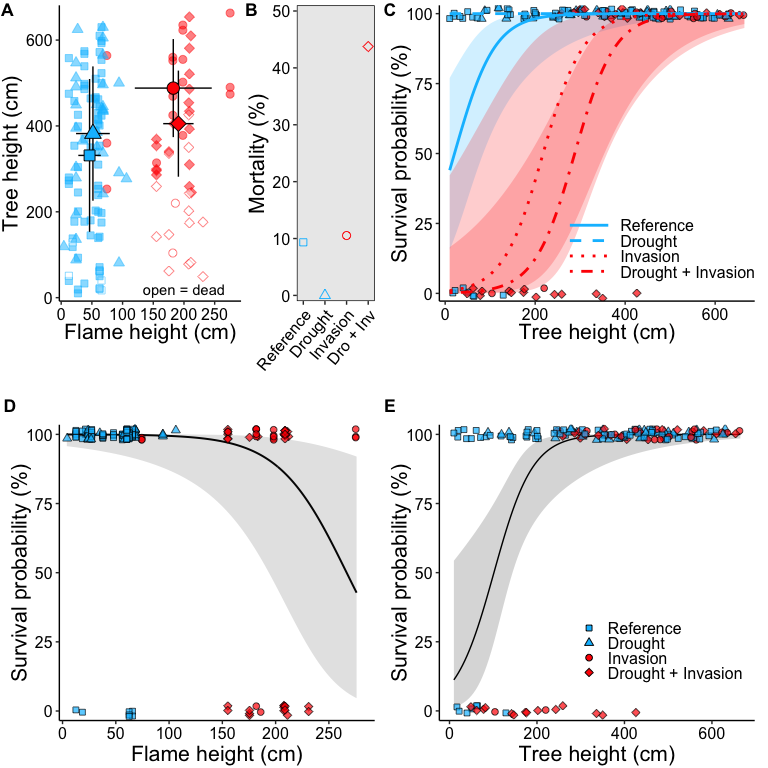 A
Tree height (cm)
600
400
200
0
open = dead
0
50
100
150
200
250
Flame height (cm)
B
Mortality (%)
50
40
30
20
10
0
Reference
Drought
Invasion
Dro + Inv
C
Survival probability (%)
100
75
50
25
0
Reference
Drought
Invasion
Drought + Invasion
0
200
400
600
Tree height (cm)
D
Survival probability (%)
100
75
50
25
0
0
50
100
150
200
250
Flame height (cm)
E
Survival probability (%)
100
75
50
25
0
Reference
Drought
Invasion
Drought + Invasion
0
200
400
600
Tree height (cm)